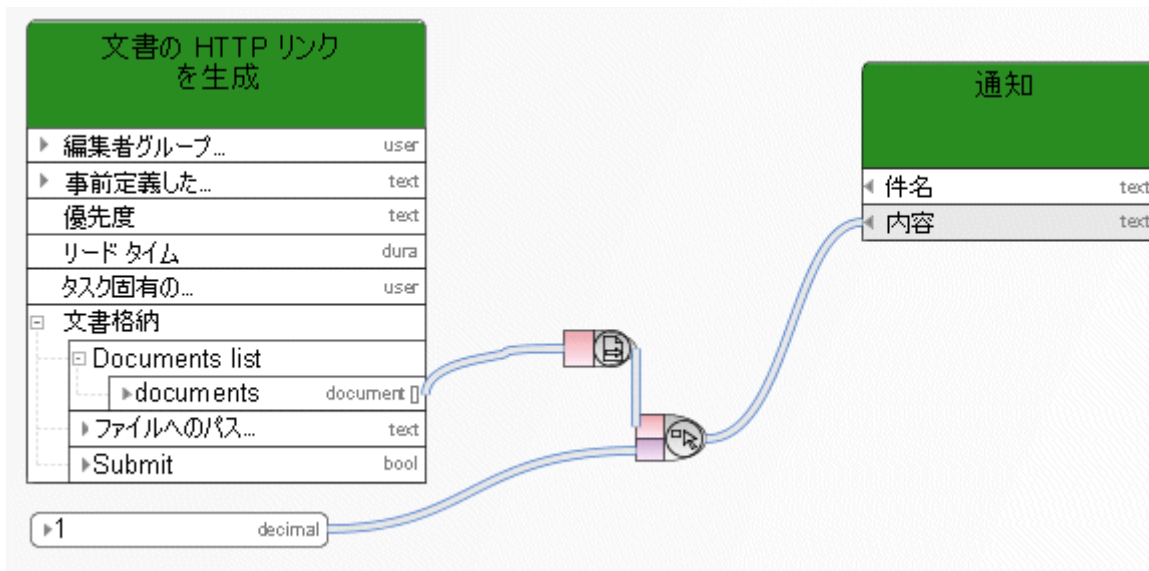 文書の HTTP リンク
を生成
編集者グループ... user
事前定義した... text
優先度 text
リード タイム dura
タスク固有の... user
文書格納
Documents list
documents document []
ファイルへのパス... text
Submit bool
1 decimal
通知
件名 text
内容 text